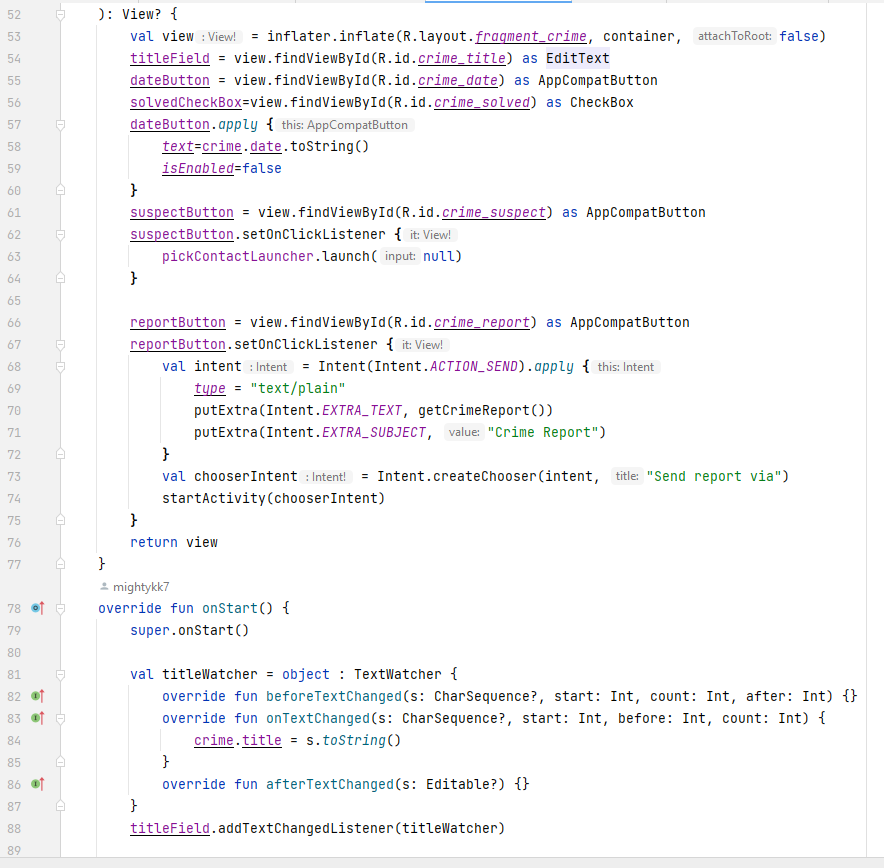 52 ): View? {
53 val view : View! = inflater.inflate(R.layout.fragment_crime, container, attachToRoot: false)
54 titleField = view.findViewById(R.id.crime_title) as EditText
55 dateButton = view.findViewById(R.id.crime_date) as AppCompatButton
56 solvedCheckBox=view.findViewById(R.id.crime_solved) as CheckBox
57 dateButton.apply { this: AppCompatButton
58 text=crime.date.toString()
59 isEnabled=false
60 }
61 suspectButton = view.findViewById(R.id.crime_suspect) as AppCompatButton
62 suspectButton.setOnClickListener { it: View!
63 pickContactLauncher.launch( input: null)
64 }
65
66 reportButton = view.findViewById(R.id.crime_report) as AppCompatButton
67 reportButton.setOnClickListener { it: View!
68 val intent : Intent = Intent(Intent.ACTION_SEND).apply { this: Intent
69 type = "text/plain"
70 putExtra(Intent.EXTRA_TEXT, getCrimeReport())
71 putExtra(Intent.EXTRA_SUBJECT, value: "Crime Report")
72 }
73 val chooserIntent : Intent! = Intent.createChooser(intent, title: "Send report via")
74 startActivity(chooserIntent)
75 }
76 return view
77 }
mightykk7
78 override fun onStart() {
79 super.onStart()
80
81 val titleWatcher = object : TextWatcher {
82 override fun beforeTextChanged(s: CharSequence?, start: Int, count: Int, after: Int) {}
83 override fun onTextChanged(s: CharSequence?, start: Int, before: Int, count: Int) {
84 crime.title = s.toString()
85 }
86 override fun afterTextChanged(s: Editable?) {}
87 }
88 titleField.addTextChangedListener(titleWatcher)
89